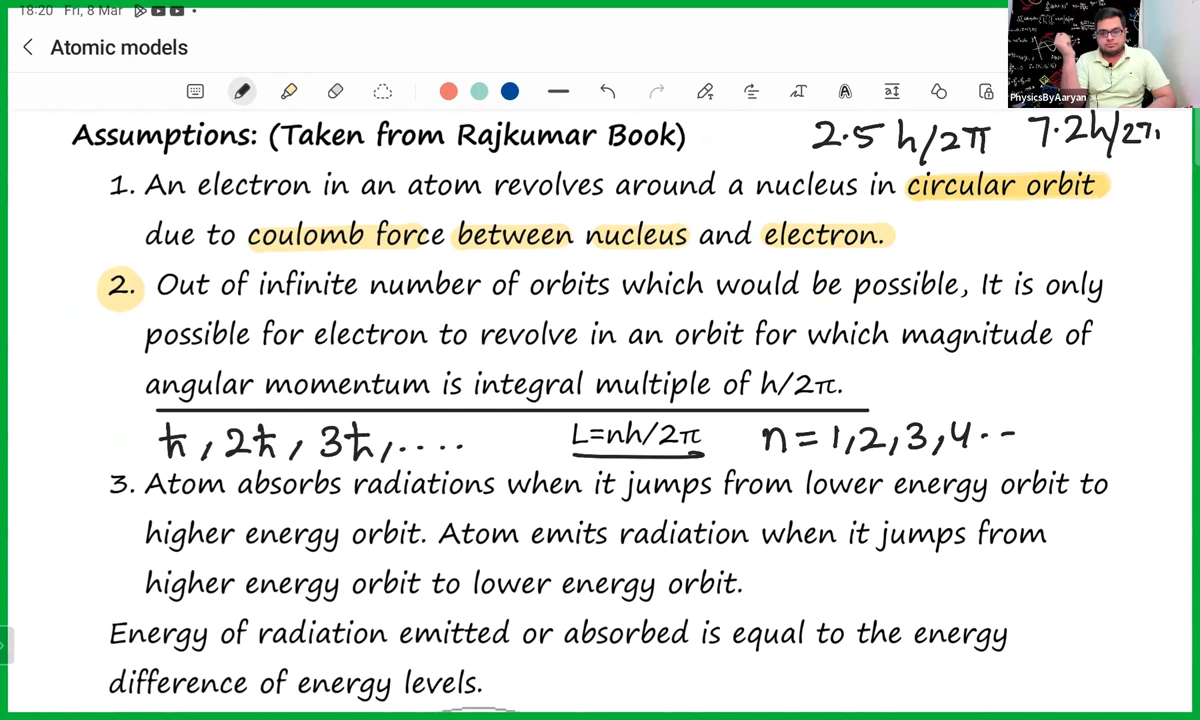 18:20 Fri, 8 Mar
Atomic models
PhysicsByAaryan
Assumptions: (Taken from Rajkumar Book)
2.5 h/2π 7.2h/2π
1. An electron in an atom revolves around a nucleus in circular orbit
due to coulomb force between nucleus and electron.
2. Out of infinite number of orbits which would be possible, It is only
possible for electron to revolve in an orbit for which magnitude of
angular momentum is integral multiple of h/2π.
ħ, 2ħ, 3ħ, .... L=nh/2π n=1,2,3,4.--
3. Atom absorbs radiations when it jumps from lower energy orbit to
higher energy orbit. Atom emits radiation when it jumps from
higher energy orbit to lower energy orbit.
Energy of radiation emitted or absorbed is equal to the energy
difference of energy levels.